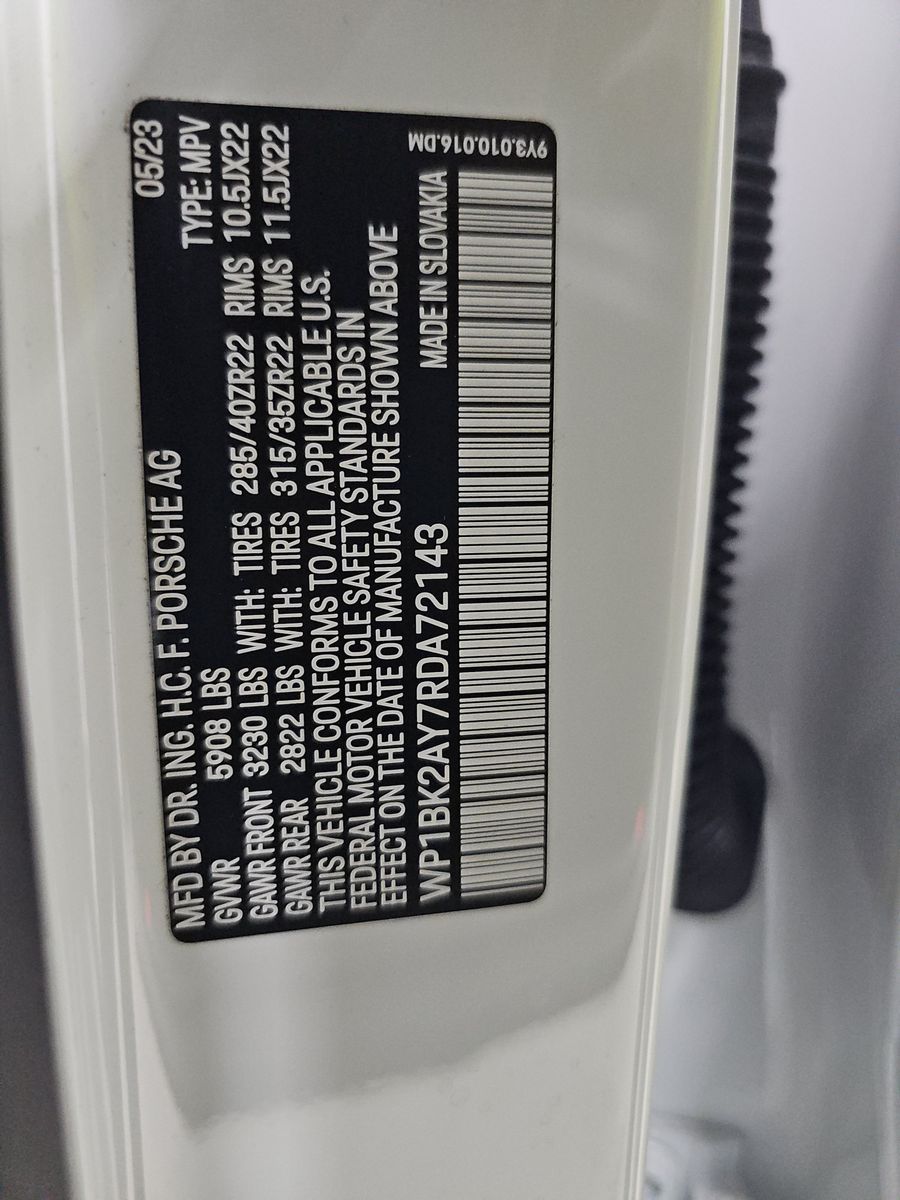 MFD BY DR. ING. H.C. F. PORSCHE AG 05/23
GVWR 5908 LBS TYPE: MPV
GAWR FRONT 3230 LBS WITH: TIRES 285/40ZR22 RIMS 10.5JX22
GAWR REAR 2822 LBS WITH: TIRES 315/35ZR22 RIMS 11.5JX22
THIS VEHICLE CONFORMS TO ALL APPLICABLE U.S.
FEDERAL MOTOR VEHICLE SAFETY STANDARDS IN
EFFECT ON THE DATE OF MANUFACTURE SHOWN ABOVE
WP1BK2AY7RDA72143 MADE IN SLOVAKIA
9Y3.010.016.DM